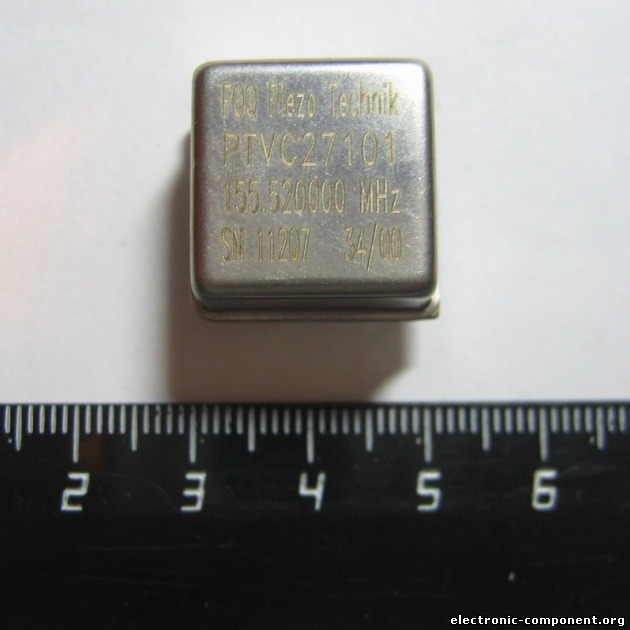 FOQ Piezo Technik
PTVC27101
155.520000 MHz
SN 11207 34/00
2 3 4 5 6
electronic-component.org